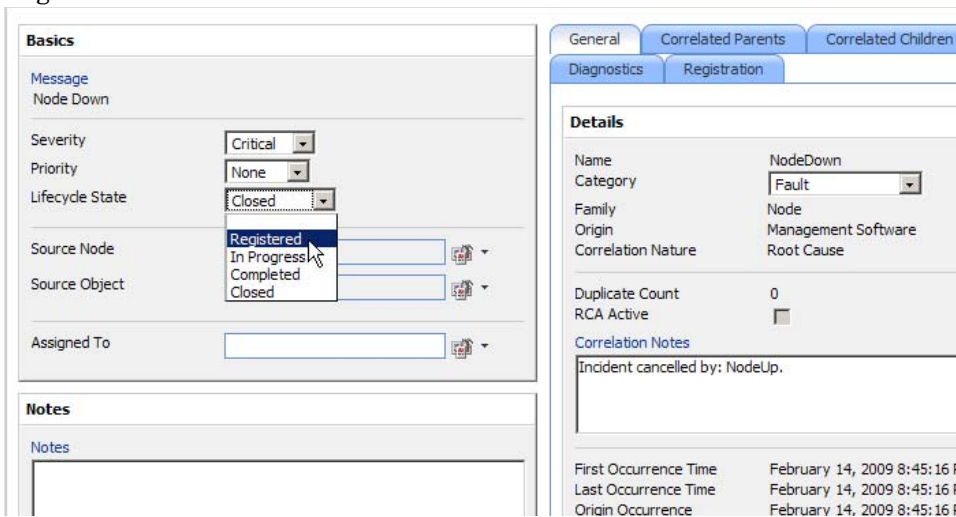 Basics
Message
Node Down
Severity
Critical
Priority
None
Lifecycle State
Closed
Registered
In Progress
Completed
Closed
Source Node
Source Object
Assigned To
Notes
Notes
General
Correlated Parents
Correlated Children
Diagnostics
Registration
Details
Name NodeDown
Category Fault
Family Node
Origin Management Software
Correlation Nature Root Cause
Duplicate Count 0
RCA Active
Correlation Notes
Incident cancelled by: NodeUp.
First Occurrence Time February 14, 2009 8:45:16
Last Occurrence Time February 14, 2009 8:45:16
Origin Occurrence February 14, 2009 8:45:16